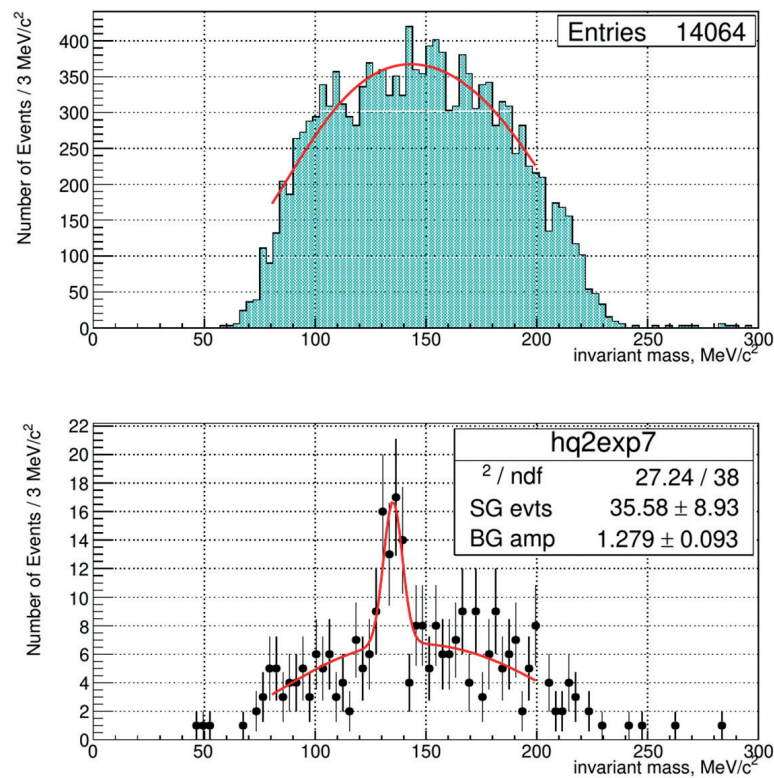 Number of Events / 3 MeV/c²
400
350
300
250
200
150
100
50
0
Entries 14064
0 50 100 150 200 250 300
invariant mass, MeV/c²
Number of Events / 3 MeV/c²
22
20
18
16
14
12
10
8
6
4
2
0
hq2exp7
² / ndf 27.24 / 38
SG evts 35.58 ± 8.93
BG amp 1.279 ± 0.093
0 50 100 150 200 250 300
invariant mass, MeV/c²